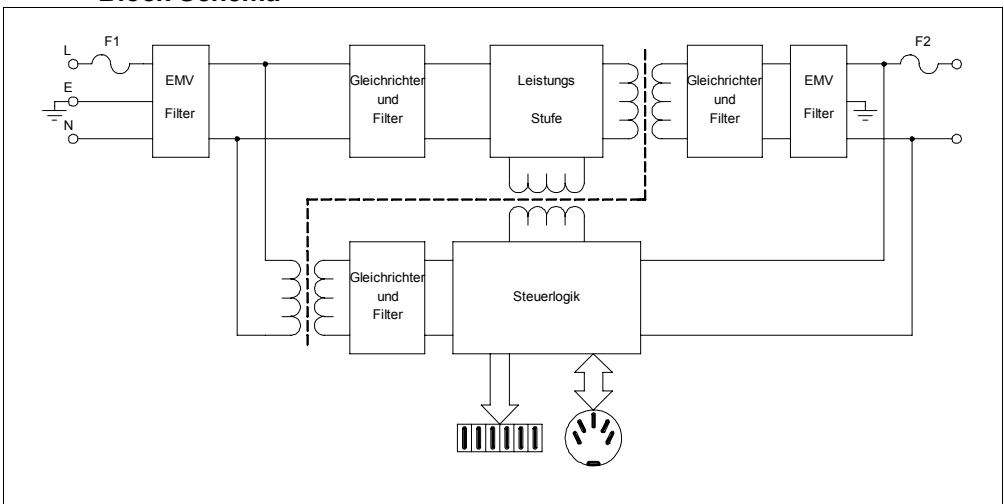 Block Schema
L
F1
E
N
EMV
Filter
Gleichrichter
und
Filter
Leistungs
Stufe
Gleichrichter
und
Filter
EMV
Filter
F2
Gleichrichter
und
Filter
Steuerlogik